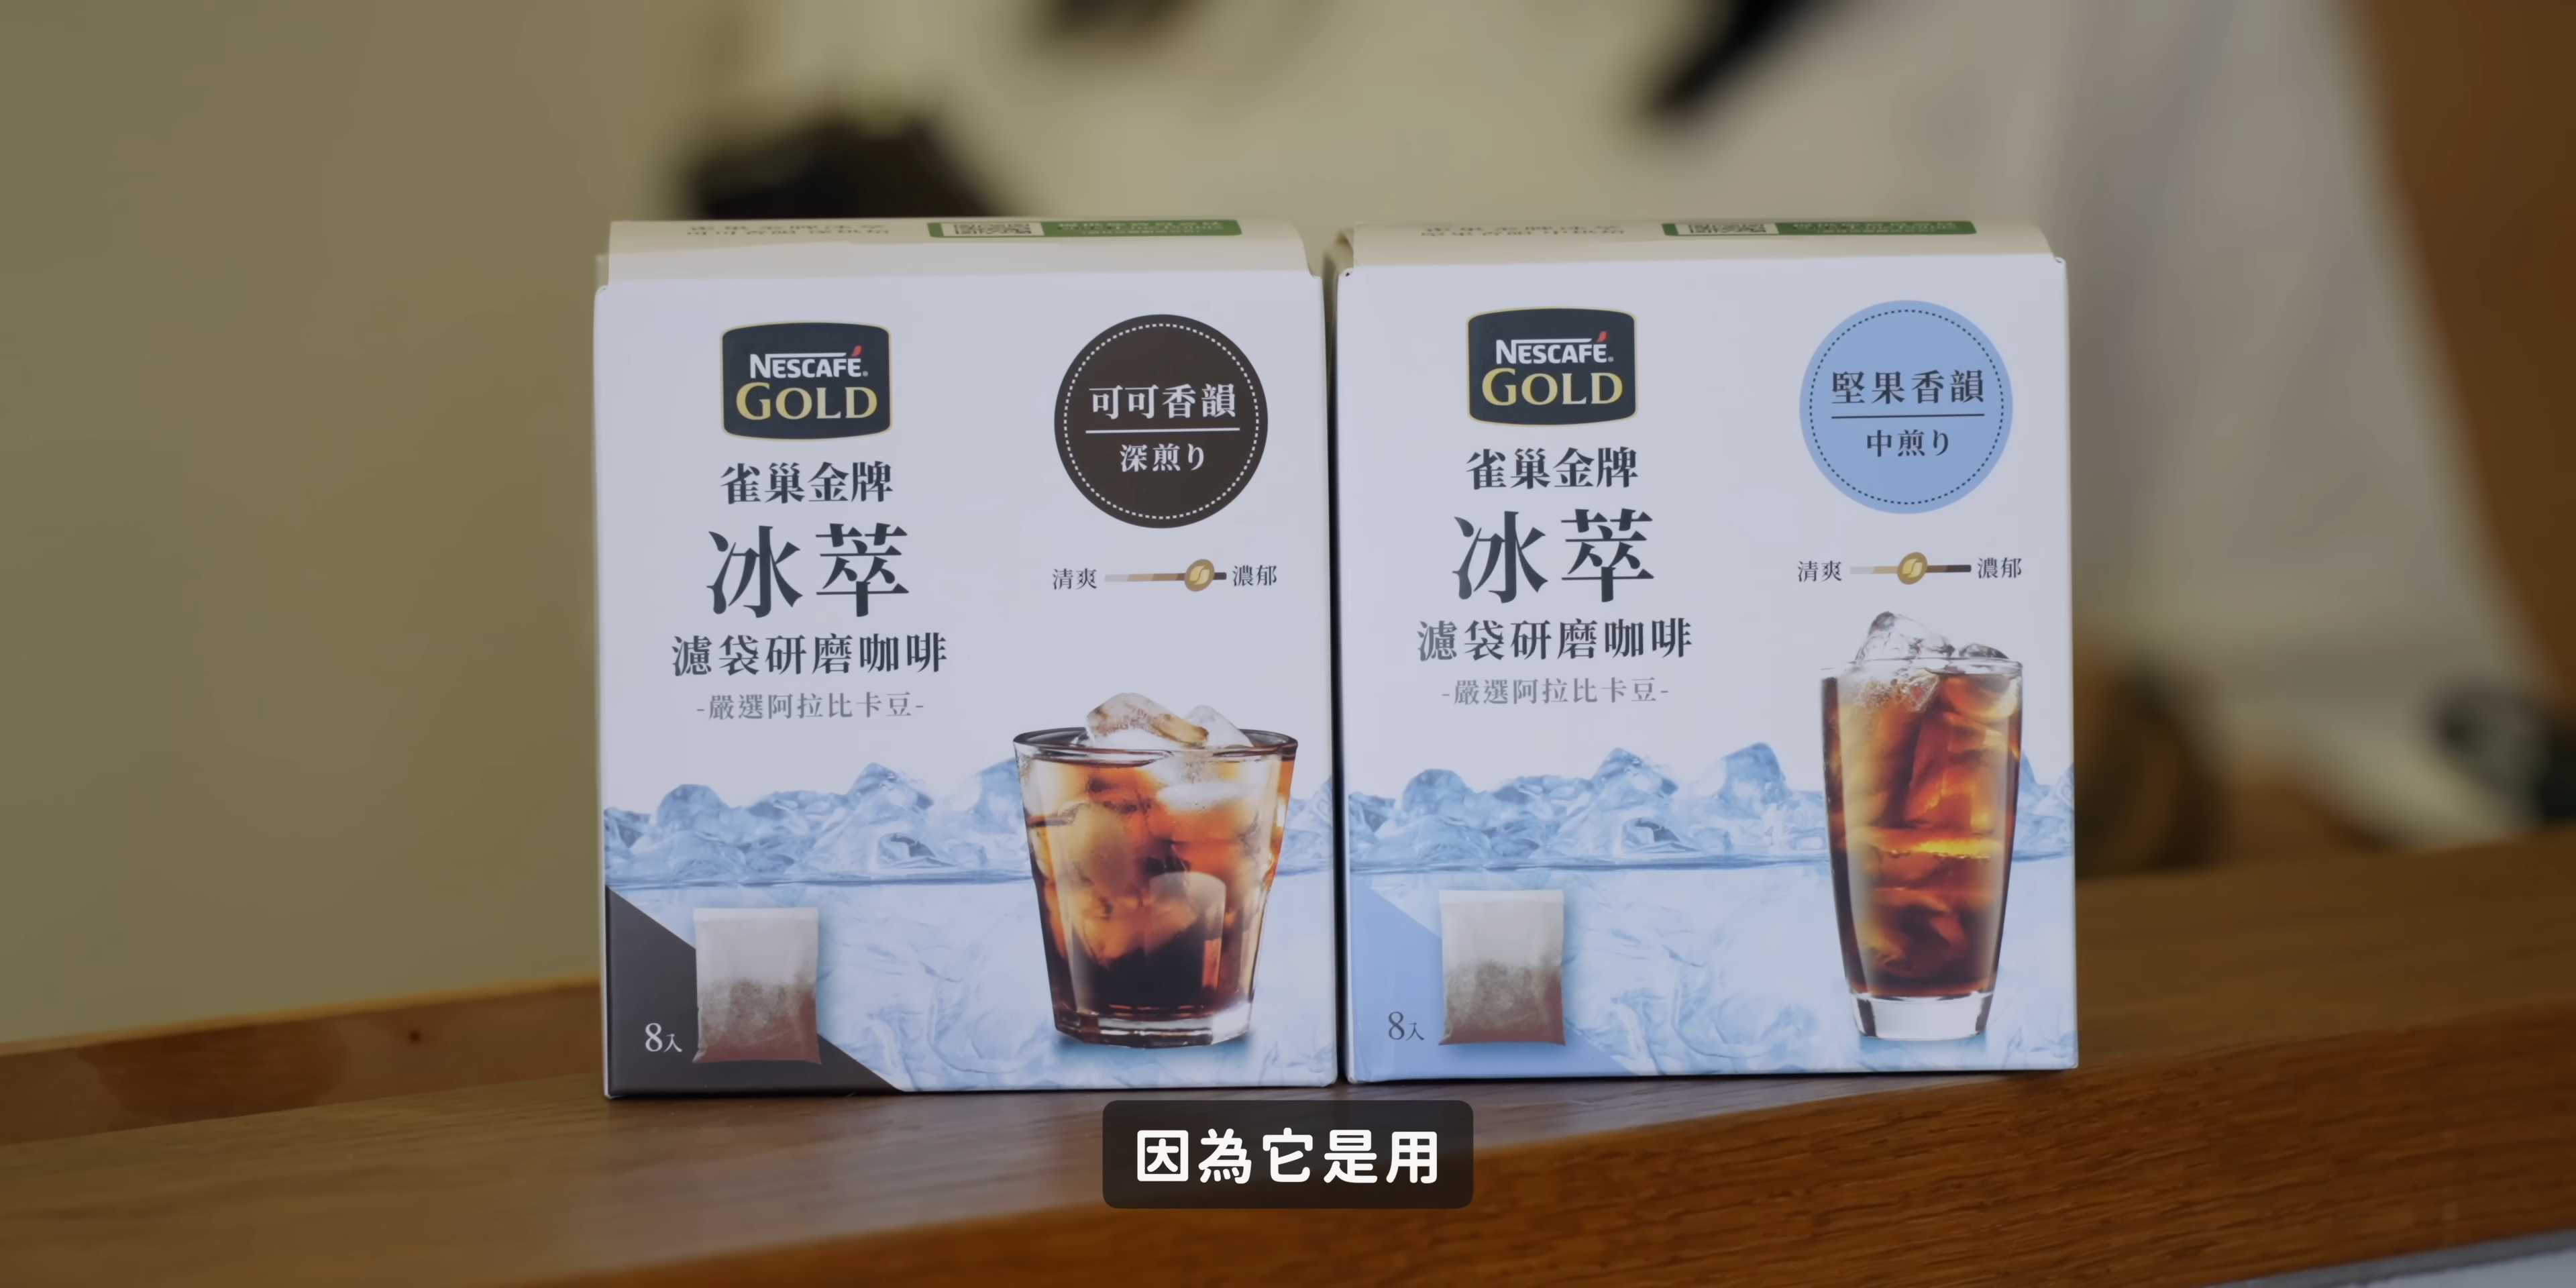 NESCAFÉ
GOLD
雀巢金牌
冰萃
濾袋研磨咖啡
-嚴選阿拉比卡豆-
可可香韻
深煎り
清爽 濃郁
8入
NESCAFÉ
GOLD
雀巢金牌
冰萃
濾袋研磨咖啡
-嚴選阿拉比卡豆-
堅果香韻
中煎り
清爽 濃郁
8入
因為它是用